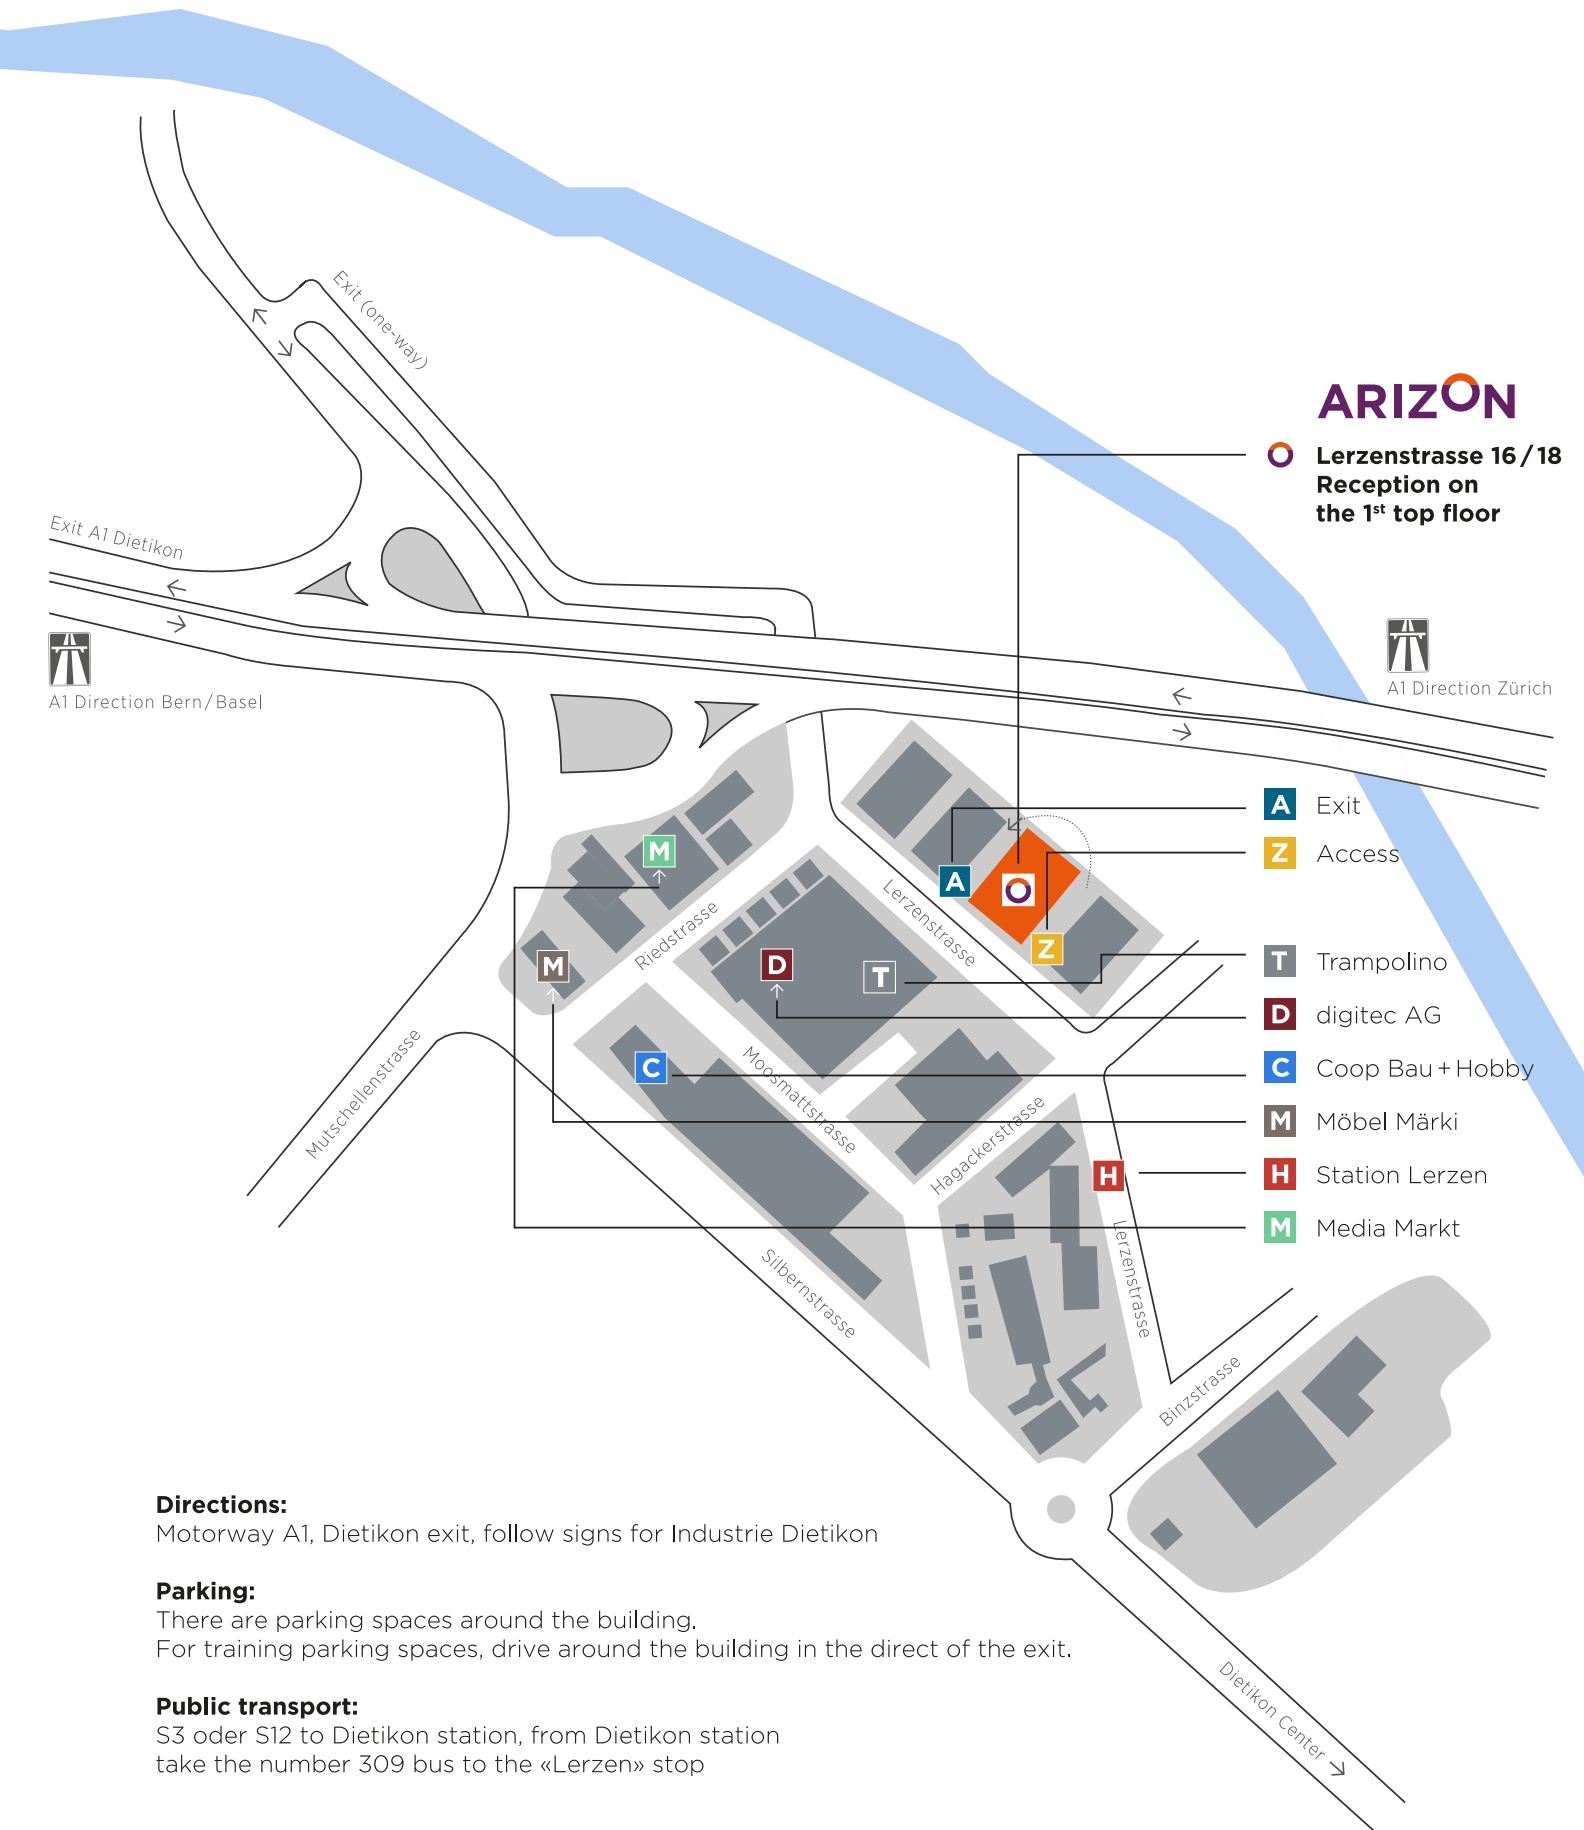 Exit (one-way)
ARIZON
Lerzenstrasse 16/18
Reception on
the 1st top floor
Exit A1 Dietikon
A1 Direction Bern/Basel
A1 Direction Zürich
A Exit
Z Access
M
A
Z
Lerzenstrasse
Riedstrasse
M
D
T
T Trampolino
D digitec AG
C
C Coop Bau+Hobby
Moosmattstrasse
Mutschellenstrasse
M Möbel Märki
Hagackerstrasse
H
H Station Lerzen
M Media Markt
Lerzenstrasse
Silbernstrasse
Binzstrasse
Directions:
Motorway A1, Dietikon exit, follow signs for Industrie Dietikon
Parking:
There are parking spaces around the building.
For training parking spaces, drive around the building in the direct of the exit.
Public transport:
S3 oder S12 to Dietikon station, from Dietikon station
take the number 309 bus to the «Lerzen» stop
Dietikon Center